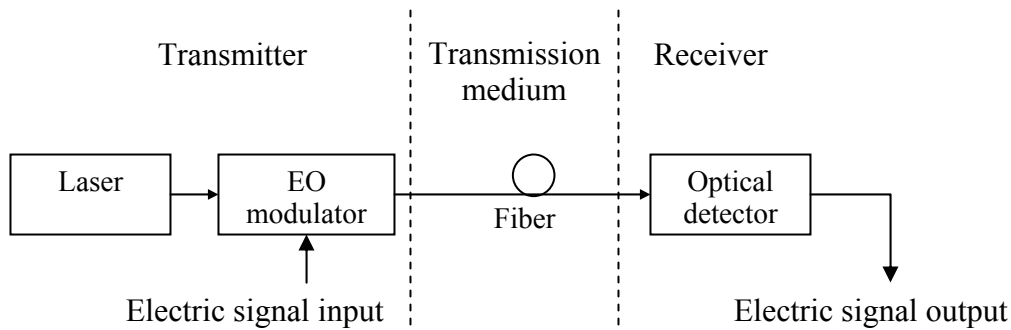 Transmitter
Transmission
medium
Receiver
Laser
EO
modulator
Fiber
Optical
detector
Electric signal input
Electric signal output